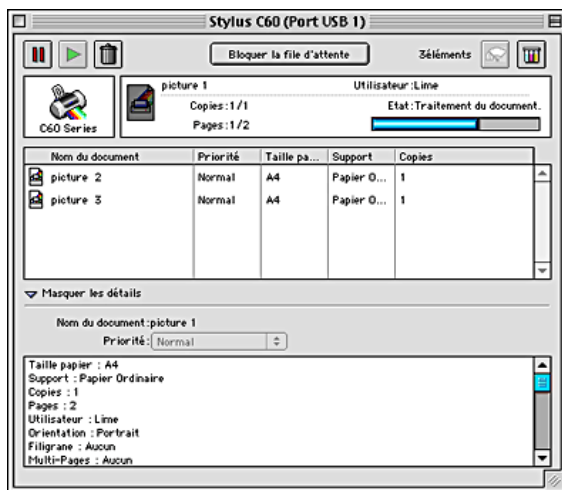 Stylus C60 (Port USB 1)
Bloquer la file d'attente
3éléments
C60 Series
picture 1
Utilisateur :Lime
Copies:1/1
Etat:Traitement du document.
Pages:1/2
Nom du document Priorité Taille pa... Support Copies
picture 2 Normal A4 Papier O... 1
picture 3 Normal A4 Papier O... 1
Masquer les détails
Nom du document:picture 1
Priorité: Normal
Taille papier : A4
Support : Papier Ordinaire
Copies : 1
Pages : 2
Utilisateur : Lime
Orientation : Portrait
Filigrane : Aucun
Multi-Pages : Aucun